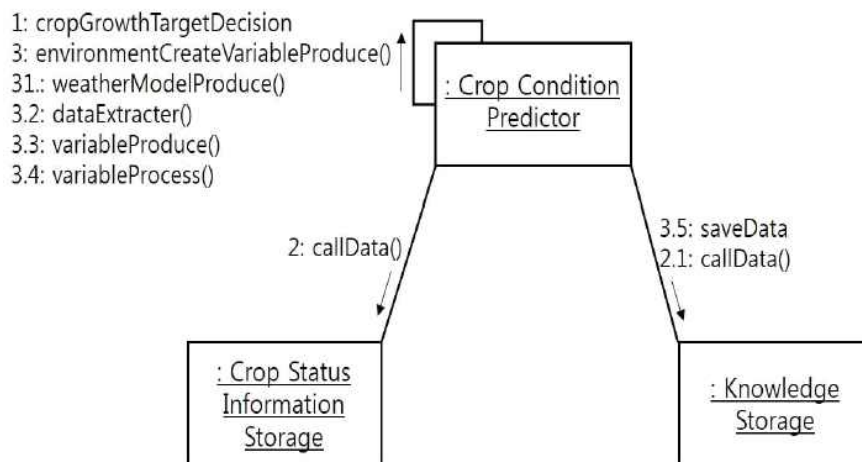 1: cropGrowthTargetDecision
3: environmentCreateVariableProduce()
31.: weatherModelProduce()
3.2: dataExtracter()
3.3: variableProduce()
3.4: variableProcess()
: Crop Condition
Predictor
2: callData()
3.5: saveData
2.1: callData()
: Crop Status
Information
Storage
: Knowledge
Storage